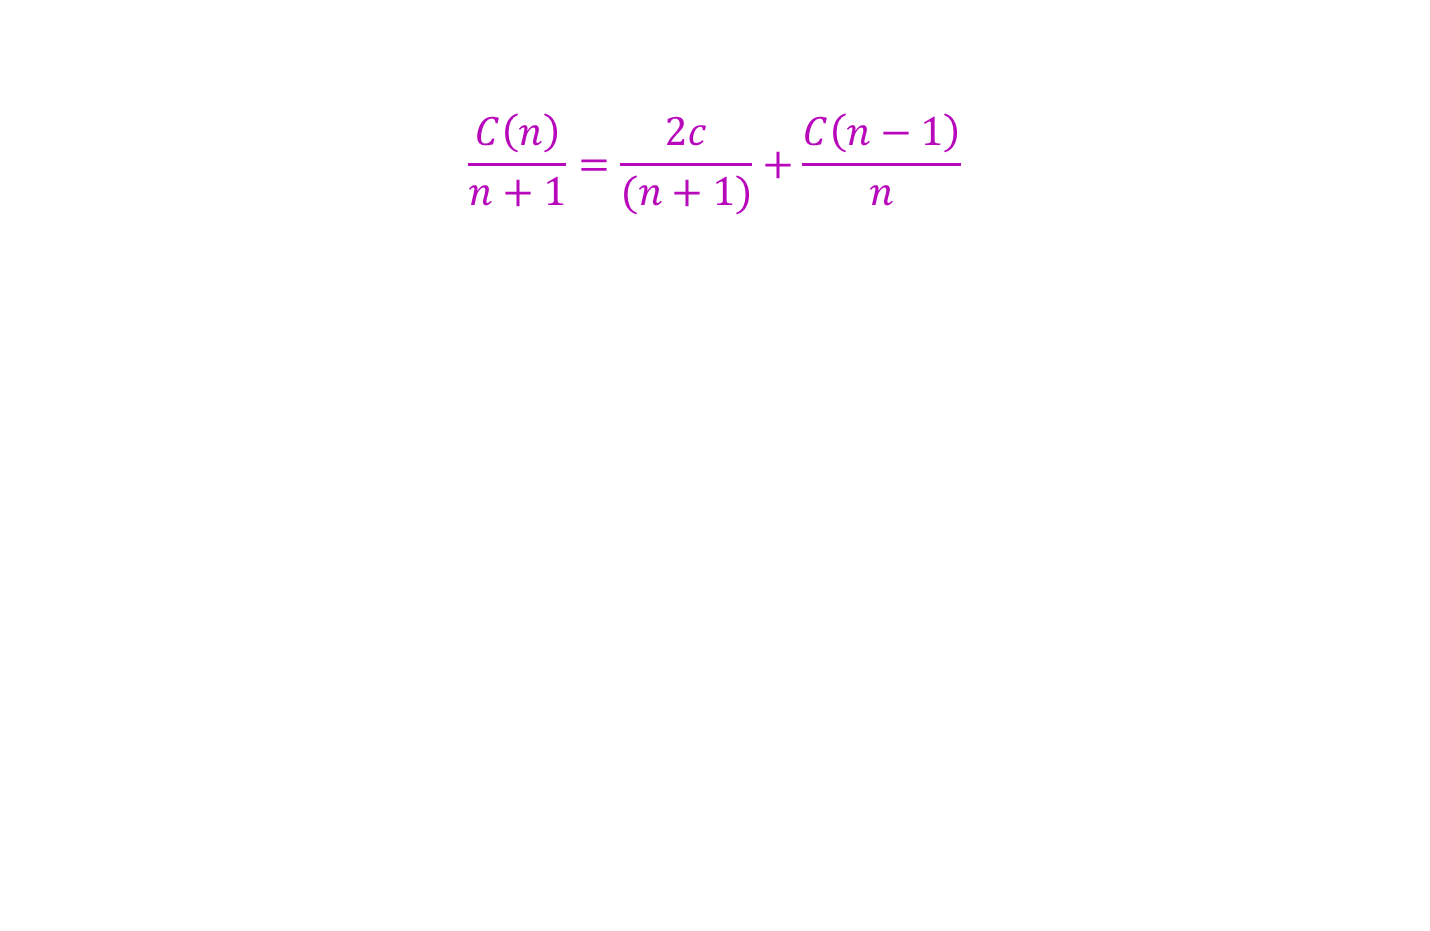 C(n)/(n + 1) = 2c/((n + 1)) + C(n − 1)/n